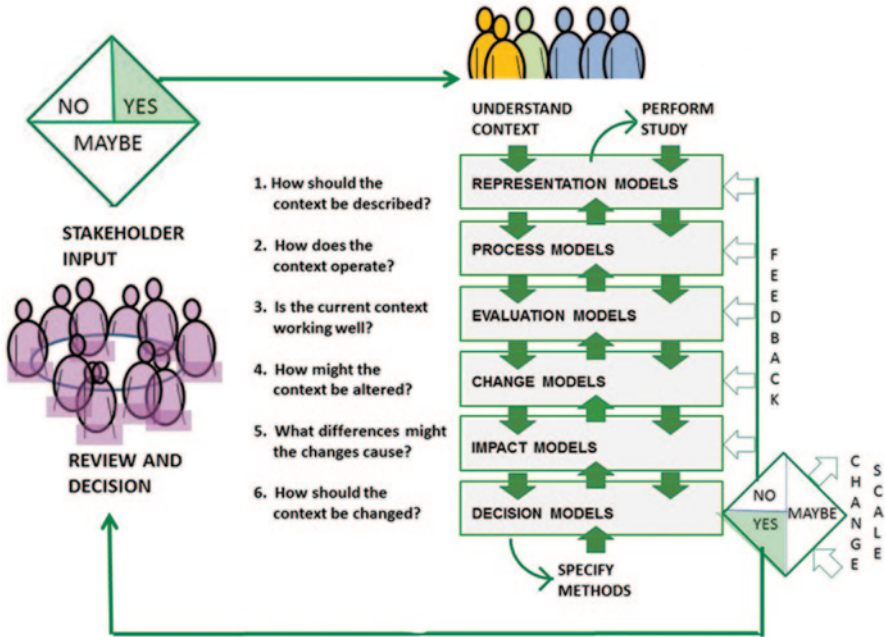 NO
YES
MAYBE
STAKEHOLDER
INPUT
REVIEW AND
DECISION
UNDERSTAND
CONTEXT
PERFORM
STUDY
1. How should the
context be described?
2. How does the
context operate?
3. Is the current context
working well?
4. How might the
context be altered?
5. What differences might
the changes cause?
6. How should the
context be changed?
REPRESENTATION MODELS
PROCESS MODELS
EVALUATION MODELS
CHANGE MODELS
IMPACT MODELS
DECISION MODELS
SPECIFY
METHODS
FEEDBACK
NO
YES
MAYBE
CHANGE
SCALE